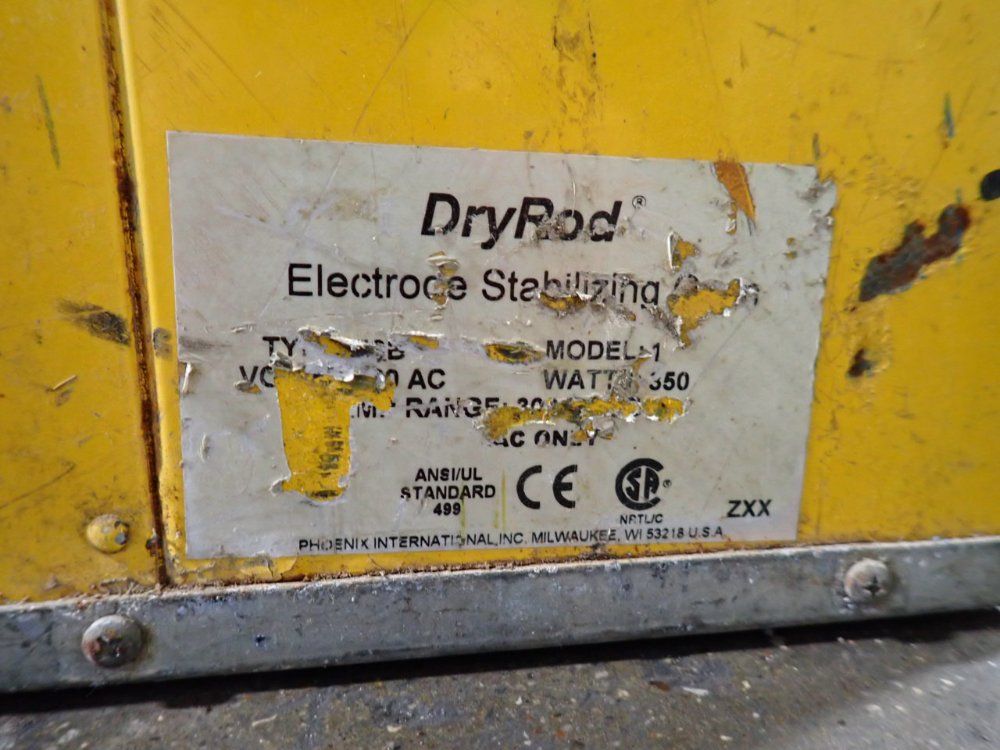 DryRod®
Electrode Stabilizing
MODEL: 1
AC WATTS: 350
RANGE:
AC ONLY
ANSI/UL
STANDARD
499
CE
SA®
NRTL/C
ZXX
PHOENIX INTERNATIONAL, INC. MILWAUKEE, WI 53218 U.S.A.